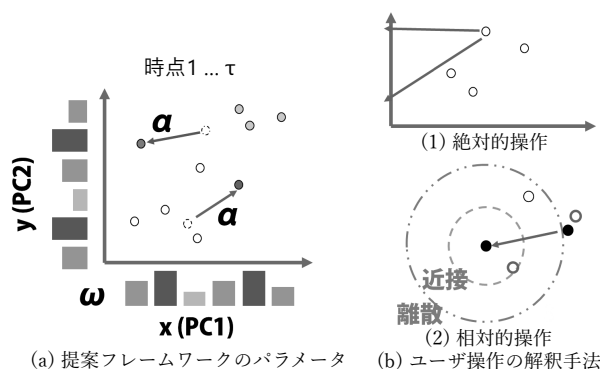 時点1 ... τ
α
α
y (PC2)
ω
x (PC1)
(a) 提案フレームワークのパラメータ
(1) 絶対的操作
近接
離散
(2) 相対的操作
(b) ユーザ操作の解釈手法